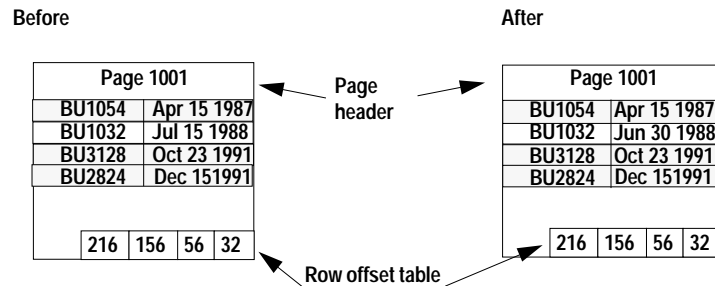 Before After
Page 1001 Page header Page 1001
BU1054 Apr 15 1987 BU1054 Apr 15 1987
BU1032 Jul 15 1988 BU1032 Jun 30 1988
BU3128 Oct 23 1991 BU3128 Oct 23 1991
BU2824 Dec 151991 BU2824 Dec 151991
216 156 56 32 216 156 56 32
Row offset table